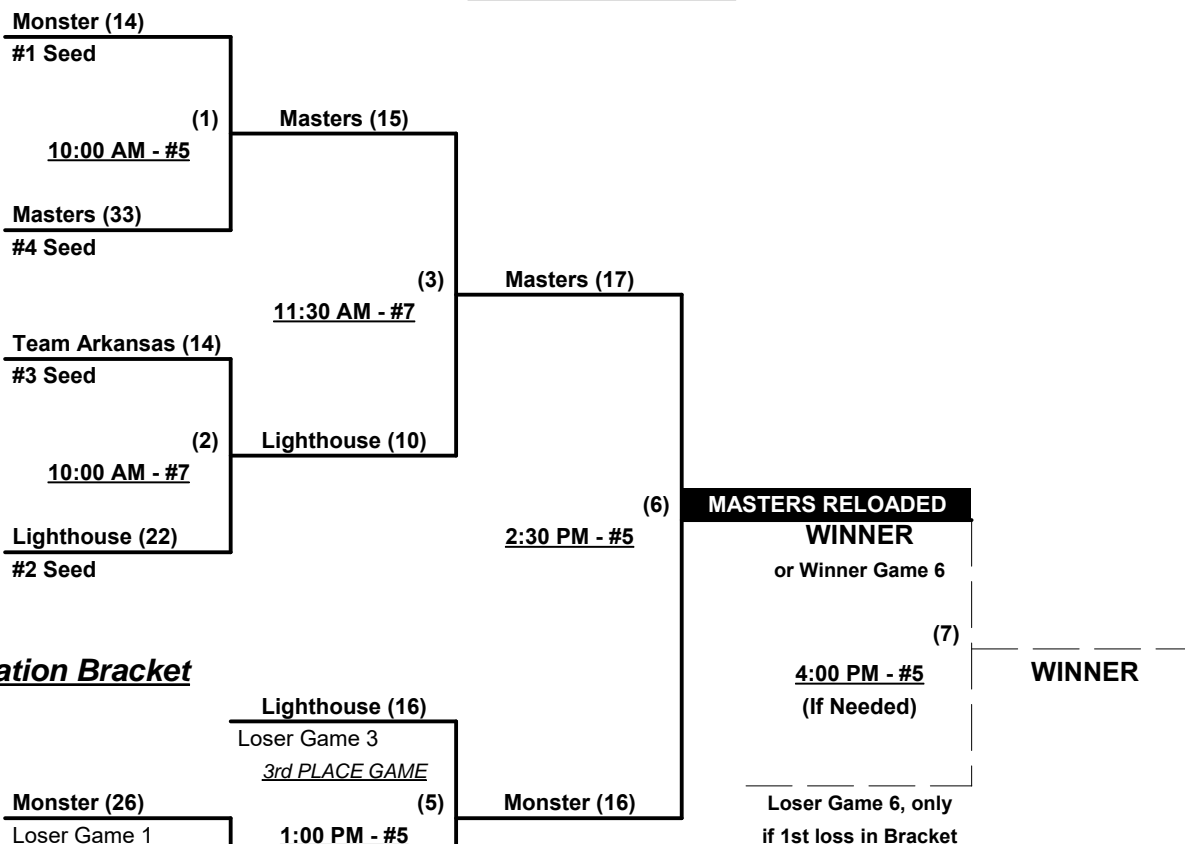 Monster (14)
#1 Seed
(1)
Masters (15)
10:00 AM - #5
Masters (33)
#4 Seed
(3)
Masters (17)
11:30 AM - #7
Team Arkansas (14)
#3 Seed
(2)
Lighthouse (10)
10:00 AM - #7
(6)
MASTERS RELOADED
Lighthouse (22)
2:30 PM - #5
WINNER
#2 Seed
or Winner Game 6
(7)
ation Bracket
4:00 PM - #5
WINNER
Lighthouse (16)
(If Needed)
Loser Game 3
3rd PLACE GAME
Monster (26)
(5)
Monster (16)
Loser Game 6, only
Loser Game 1
1:00 PM - #5
if 1st loss in Bracket